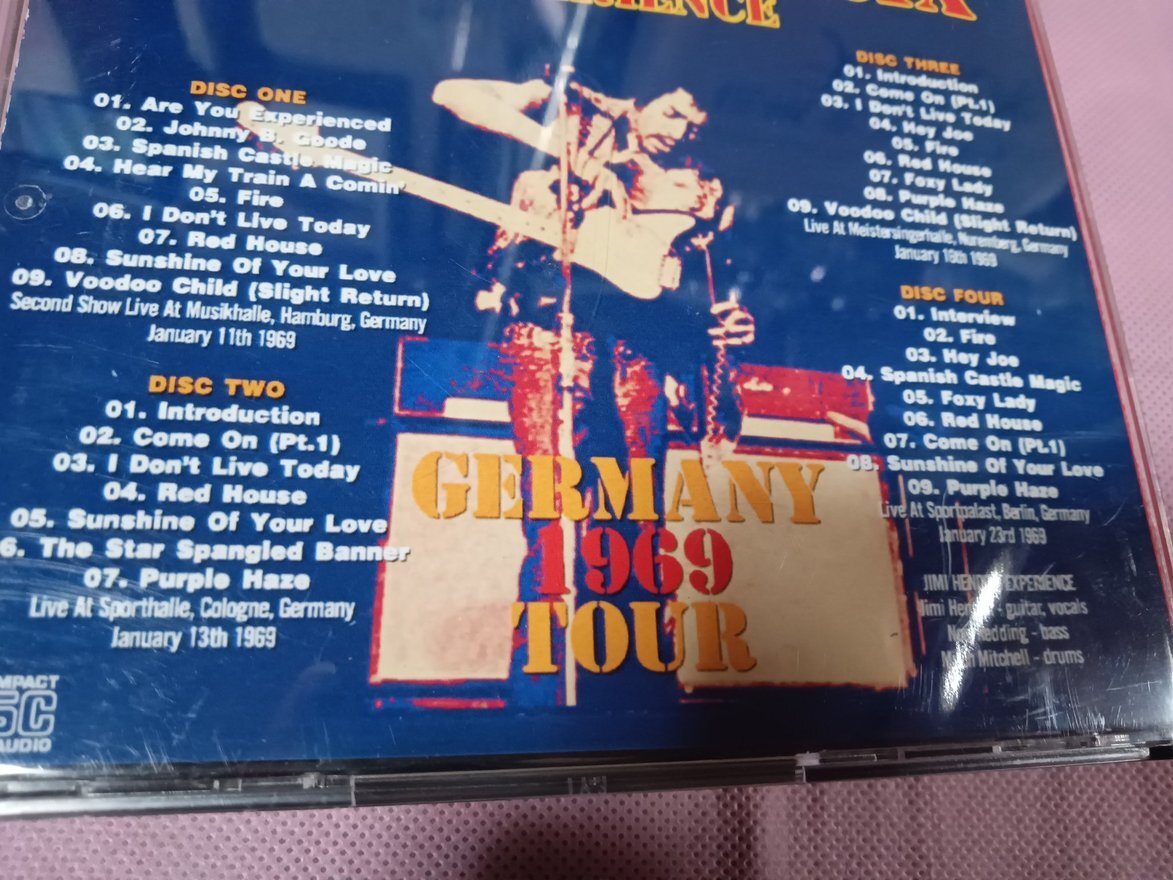 DISC ONE
01. Are You Experienced
02. Johnny B. Goode
03. Spanish Castle Magic
04. Hear My Train A Comin'
05. Fire
06. I Don't Live Today
07. Red House
08. Sunshine Of Your Love
09. Voodoo Child (Slight Return)
Second Show Live At Musikhalle, Hamburg, Germany
January 11th 1969
DISC TWO
01. Introduction
02. Come On (Pt.1)
03. I Don't Live Today
04. Red House
05. Sunshine Of Your Love
6. The Star Spangled Banner
07. Purple Haze
Live At Sporthalle, Cologne, Germany
January 13th 1969
GERMANY
1969
TOUR
DISC THREE
01. Introduction
02. Come On (Pt.1)
03. I Don't Live Today
04. Hey Joe
05. Fire
06. Red House
07. Foxy Lady
08. Purple Haze
09. Voodoo Child (Slight Return)
Live At Meistersingerhalle, Nuremberg, Germany
January 16th 1969
DISC FOUR
01. Interview
02. Fire
03. Hey Joe
04. Spanish Castle Magic
05. Foxy Lady
06. Red House
07. Come On (Pt.1)
08. Sunshine Of Your Love
09. Purple Haze
Live At Sportpalast, Berlin, Germany
January 23rd 1969
JIMI HENDRIX EXPERIENCE
Jimi Hendrix - guitar, vocals
Noel Redding - bass
Mitch Mitchell - drums
AUDIO